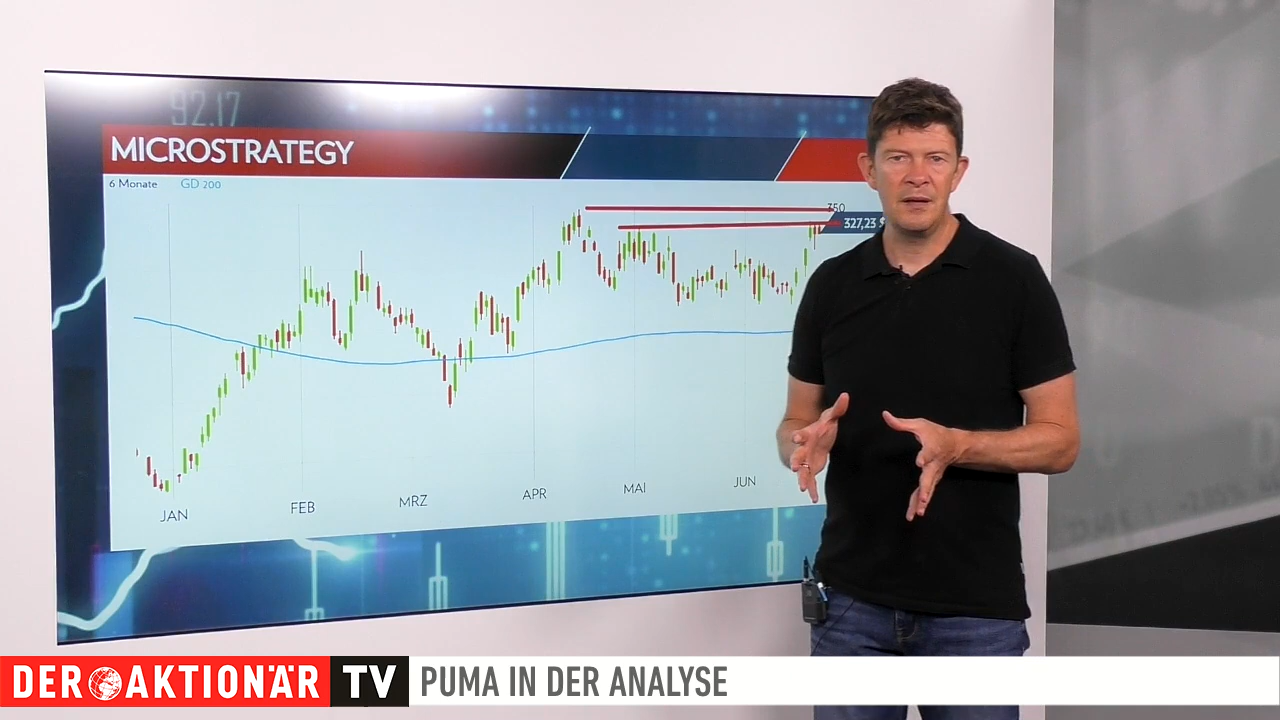 92.17
MICROSTRATEGY
6 Monate GD 200
350
327,23 $
JAN FEB MRZ APR MAI JUN
DER AKTIONÄR TV PUMA IN DER ANALYSE